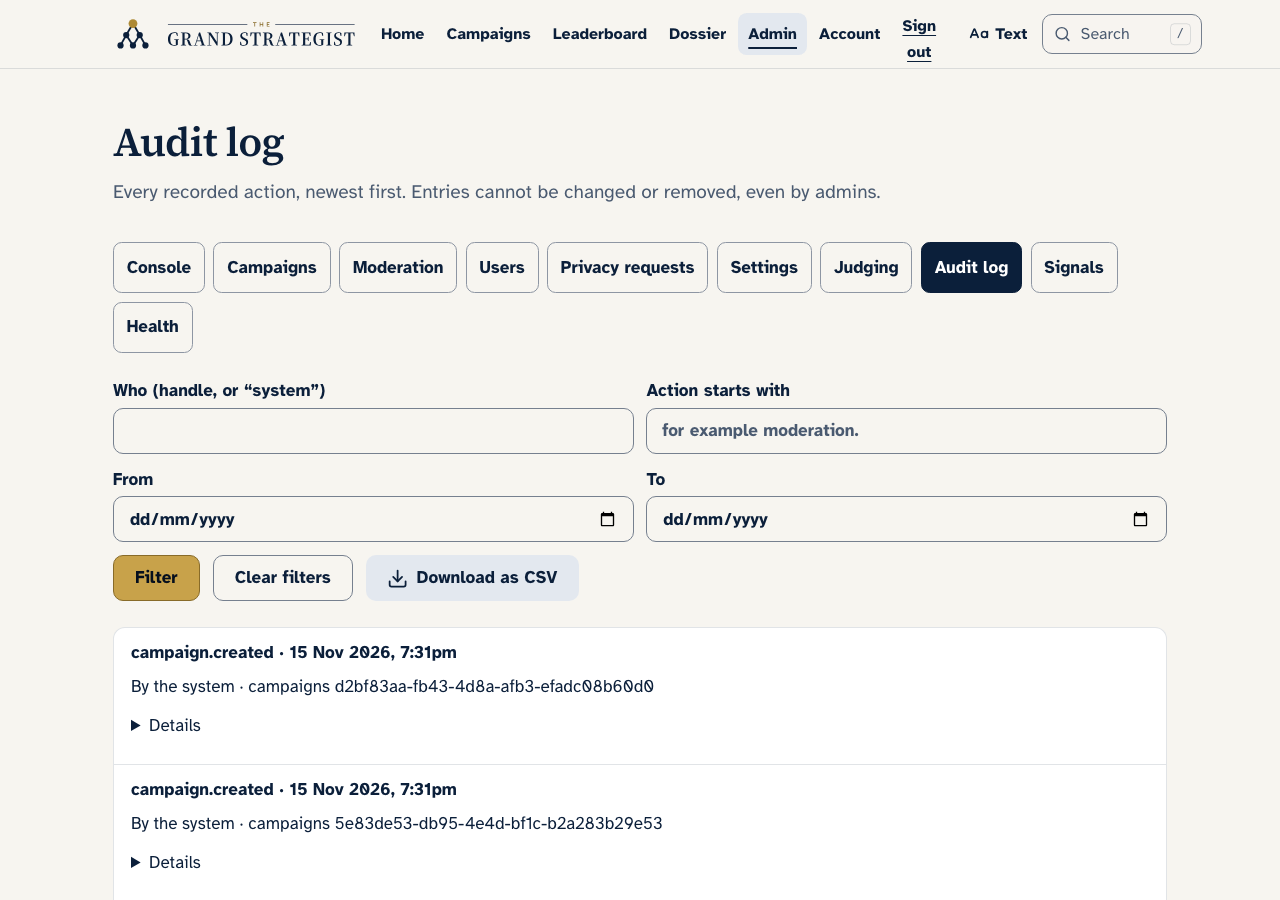 THE
GRAND STRATEGIST
Home
Campaigns
Leaderboard
Dossier
Admin
Account
Sign
out
Aa Text
Search
/
Audit log
Every recorded action, newest first. Entries cannot be changed or removed, even by admins.
Console
Campaigns
Moderation
Users
Privacy requests
Settings
Judging
Audit log
Signals
Health
Who (handle, or “system”)
Action starts with
for example moderation.
From
To
dd/mm/yyyy
dd/mm/yyyy
Filter
Clear filters
Download as CSV
campaign.created · 15 Nov 2026, 7:31pm
By the system · campaigns d2bf83aa-fb43-4d8a-afb3-efadc08b60d0
Details
campaign.created · 15 Nov 2026, 7:31pm
By the system · campaigns 5e83de53-db95-4e4d-bf1c-b2a283b29e53
Details